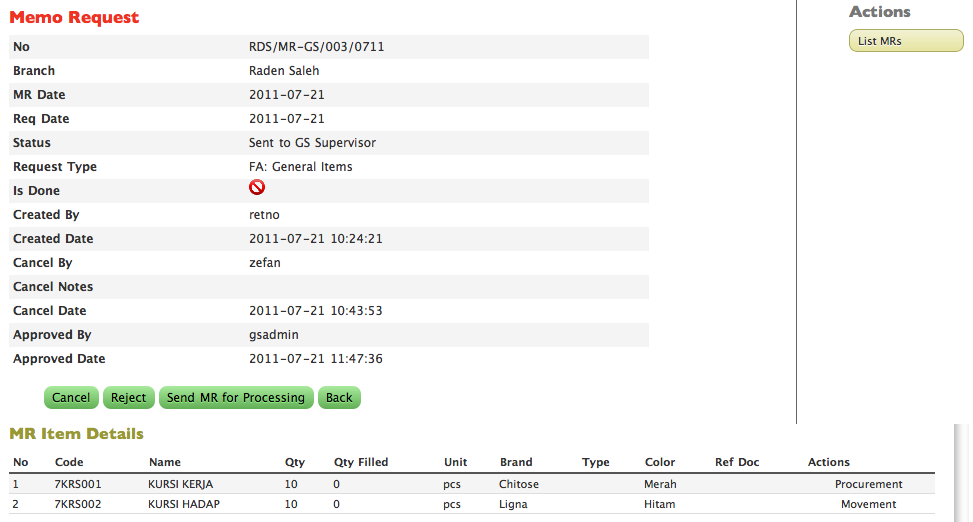 Memo Request
No RDS/MR-GS/003/0711
Branch Raden Saleh
MR Date 2011-07-21
Req Date 2011-07-21
Status Sent to GS Supervisor
Request Type FA: General Items
Is Done
Created By retno
Created Date 2011-07-21 10:24:21
Cancel By zefan
Cancel Notes
Cancel Date 2011-07-21 10:43:53
Approved By gsadmin
Approved Date 2011-07-21 11:47:36
Cancel Reject Send MR for Processing Back
Actions
List MRs
MR Item Details
No Code Name Qty Qty Filled Unit Brand Type Color Ref Doc Actions
1 7KRS001 KURSI KERJA 10 0 pcs Chitose Merah Procurement
2 7KRS002 KURSI HADAP 10 0 pcs Ligna Hitam Movement